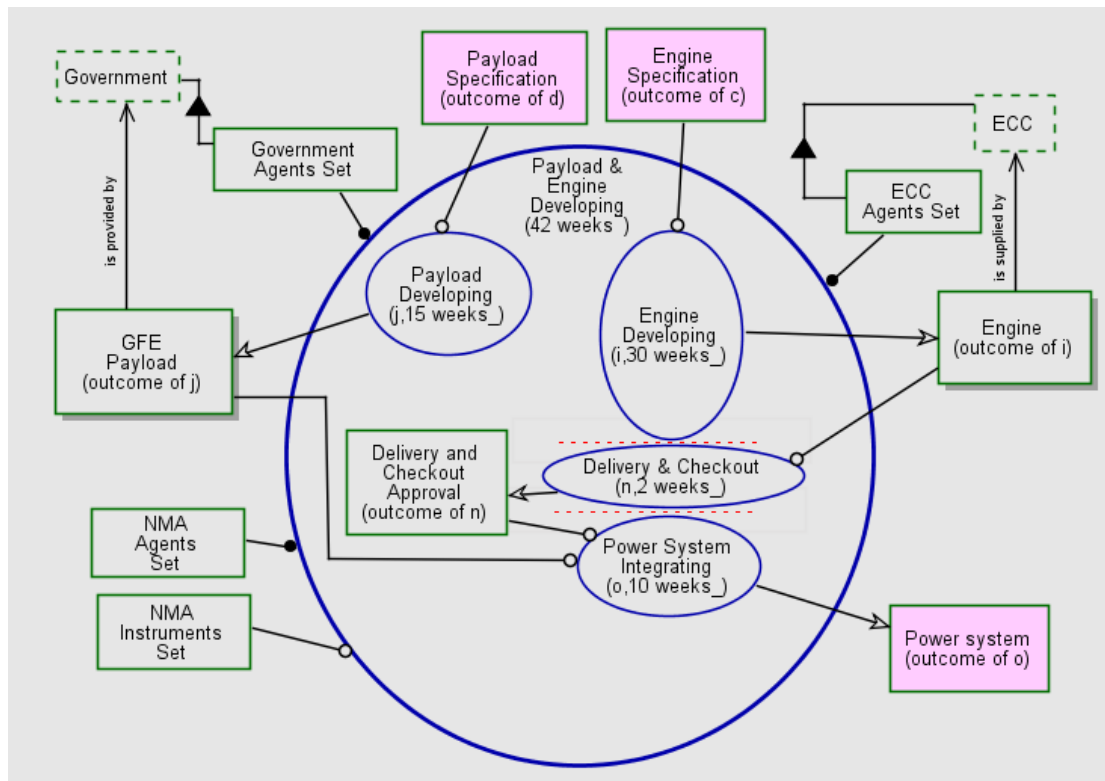 Government
Payload
Specification
(outcome of d)
Engine
Specification
(outcome of c)
ECC
Government
Agents Set
Payload &
Engine
Developing
(42 weeks_)
ECC
Agents Set
is provided by
is supplied by
Payload
Developing
(j,15 weeks_)
Engine
Developing
(i,30 weeks_)
GFE
Payload
(outcome of j)
Engine
(outcome of i)
Delivery and
Checkout
Approval
(outcome of n)
Delivery & Checkout
(n,2 weeks_)
NMA
Agents
Set
Power System
Integrating
(o,10 weeks_)
NMA
Instruments
Set
Power system
(outcome of o)